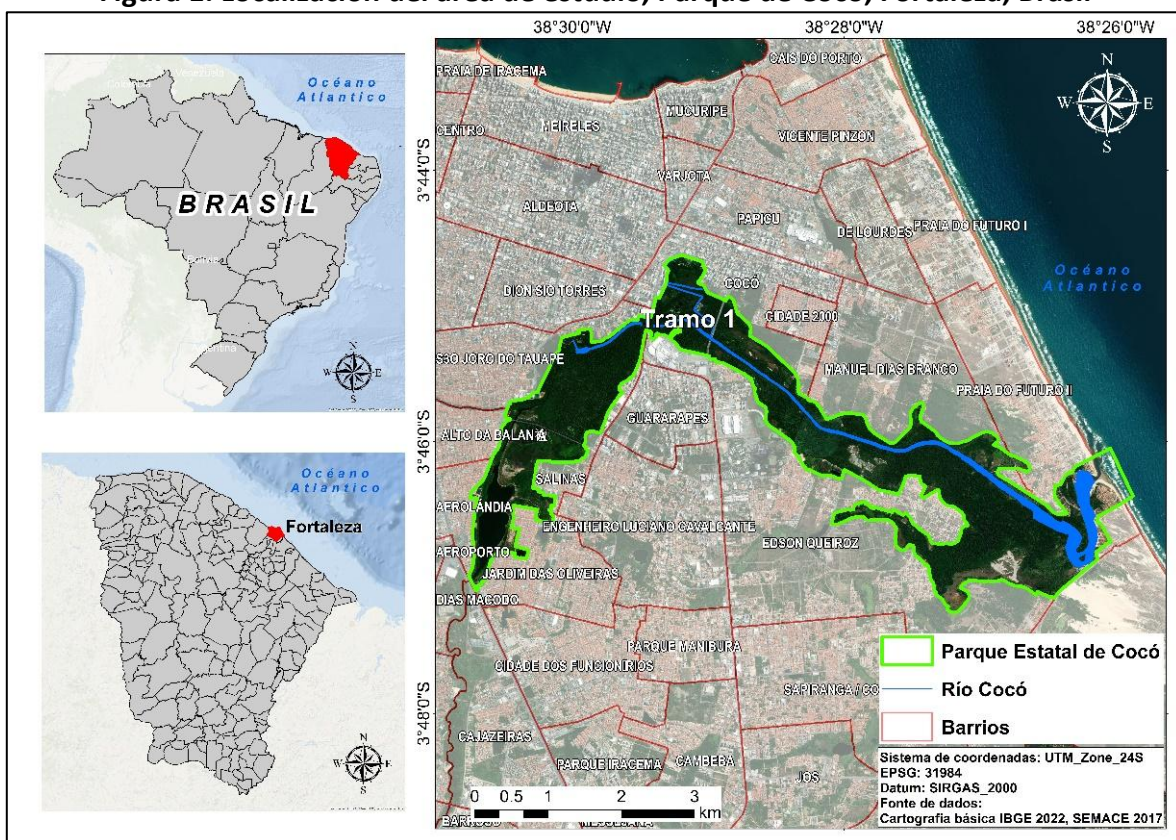 Figura 1. Localización del área de estudio, Parque de Cocó, Fortaleza, Brasil
Océano
Atlantico
BRASIL
N
W E
S
Océano
Atlantico
Fortaleza
N
W E
S
38°30'0"W
38°28'0"W
38°26'0"W
3°44'0"S
3°46'0"S
3°48'0"S
N
W E
S
PRAIA DE IRACEMA
CAIS DO PORTO
MUCURIPE
MEIRELES
CENTRO
VICENTE PINZON
VARJOTA
ALDEOTA
PAPICU
DE LOURDES
PRAIA DO FUTURO I
Océano
Atlantico
COCÓ
DIONISIO TORRES
CIDADE 2000
Tramo 1
SÃO JOÃO DO TAUAPE
MANUEL DIAS BRANCO
PRAIA DO FUTURO II
GUARARAPES
ALTO DA BALANÇA
SALINAS
AEROLÂNDIA
ENGENHEIRO LUCIANO CAVALCANTE
EDSON QUEIROZ
AEROPORTO
JARDIM DAS OLIVEIRAS
DIAS MACEDO
PARQUE MANIBURA
CIDADE DOS FUNCIONÁRIOS
SAPIRANGA / CO
CAJAZEIRAS
CAMBEBA
PARQUE IRACEMA
JOS
BARROSO
Parque Estatal de Cocó
Río Cocó
Barrios
Sistema de coordenadas: UTM_Zone_24S
EPSG: 31984
Datum: SIRGAS_2000
Fonte de dados:
Cartografia básica IBGE 2022, SEMACE 2017
0 0.5 1 2 3
km